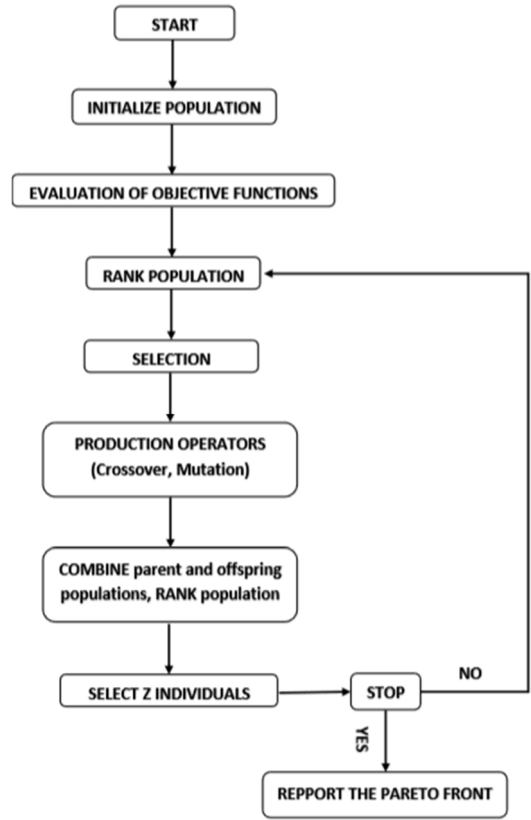 START
INITIALIZE POPULATION
EVALUATION OF OBJECTIVE FUNCTIONS
RANK POPULATION
SELECTION
PRODUCTION OPERATORS
(Crossover, Mutation)
COMBINE parent and offspring
populations, RANK population
SELECT Z INDIVIDUALS
STOP
NO
YES
REPPORT THE PARETO FRONT